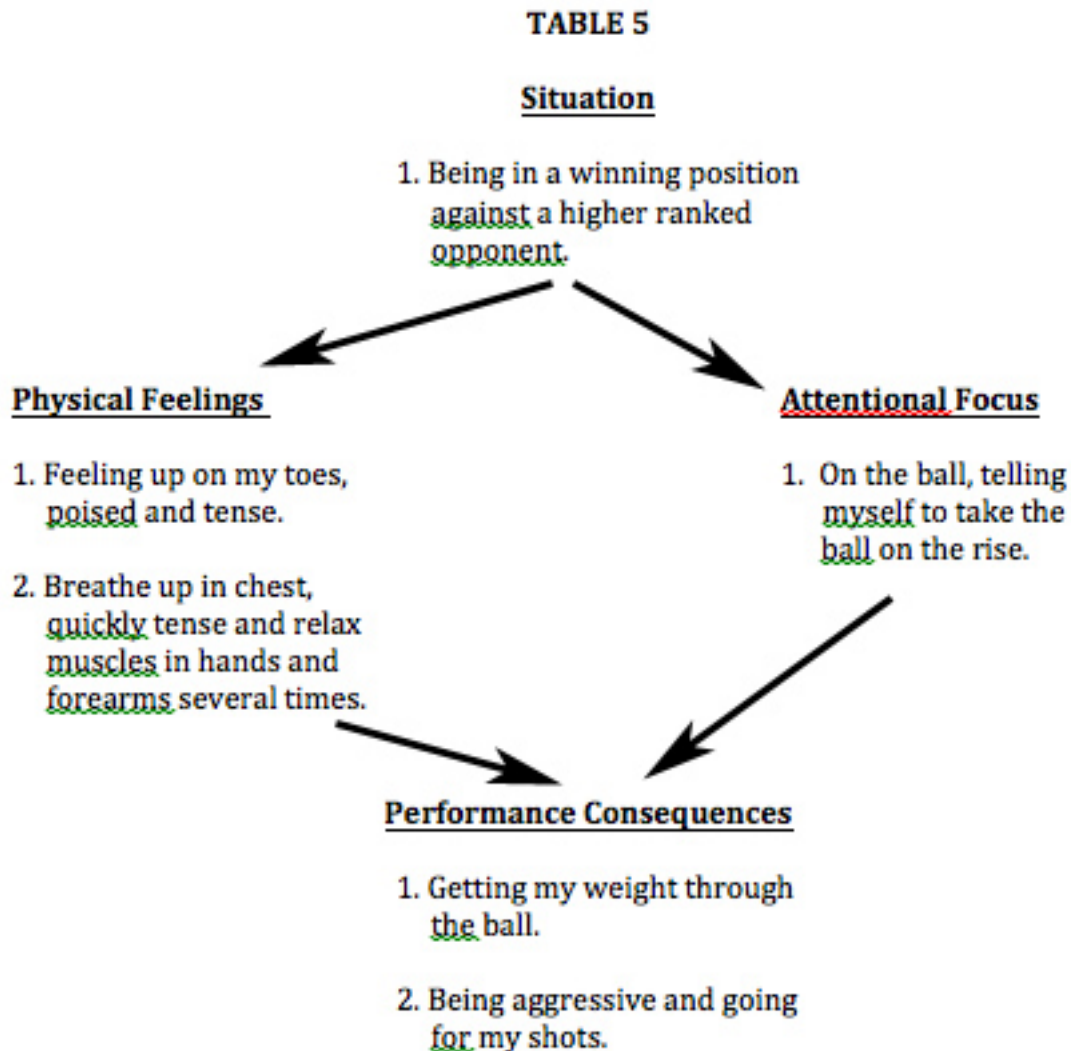 TABLE 5
Situation
1. Being in a winning position
against a higher ranked
opponent.
Physical Feelings
1. Feeling up on my toes,
poised and tense.
2. Breathe up in chest,
quickly tense and relax
muscles in hands and
forearms several times.
Attentional Focus
1. On the ball, telling
myself to take the
ball on the rise.
Performance Consequences
1. Getting my weight through
the ball.
2. Being aggressive and going
for my shots.